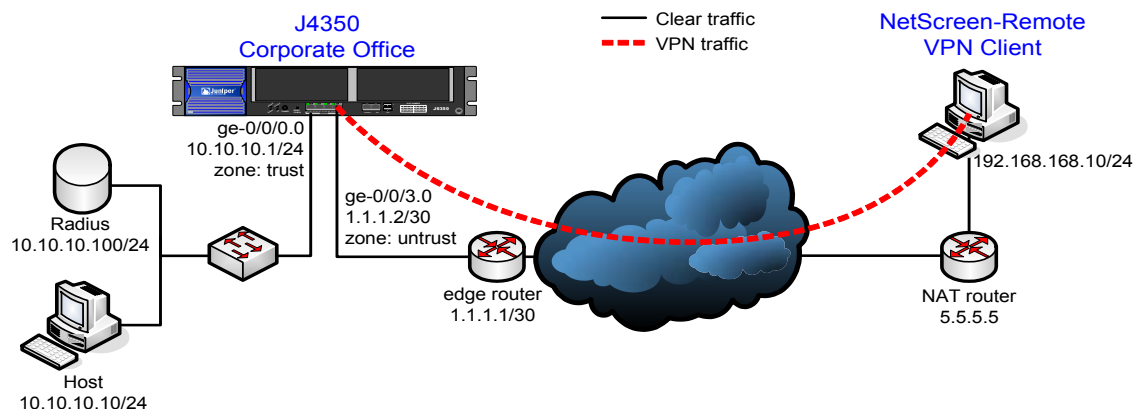 J4350
Corporate Office
Clear traffic
VPN traffic
NetScreen-Remote
VPN Client
Juniper
J6350
ge-0/0/0.0
10.10.10.1/24
zone: trust
ge-0/0/3.0
1.1.1.2/30
zone: untrust
192.168.168.10/24
Radius
10.10.10.100/24
edge router
1.1.1.1/30
NAT router
5.5.5.5
Host
10.10.10.10/24